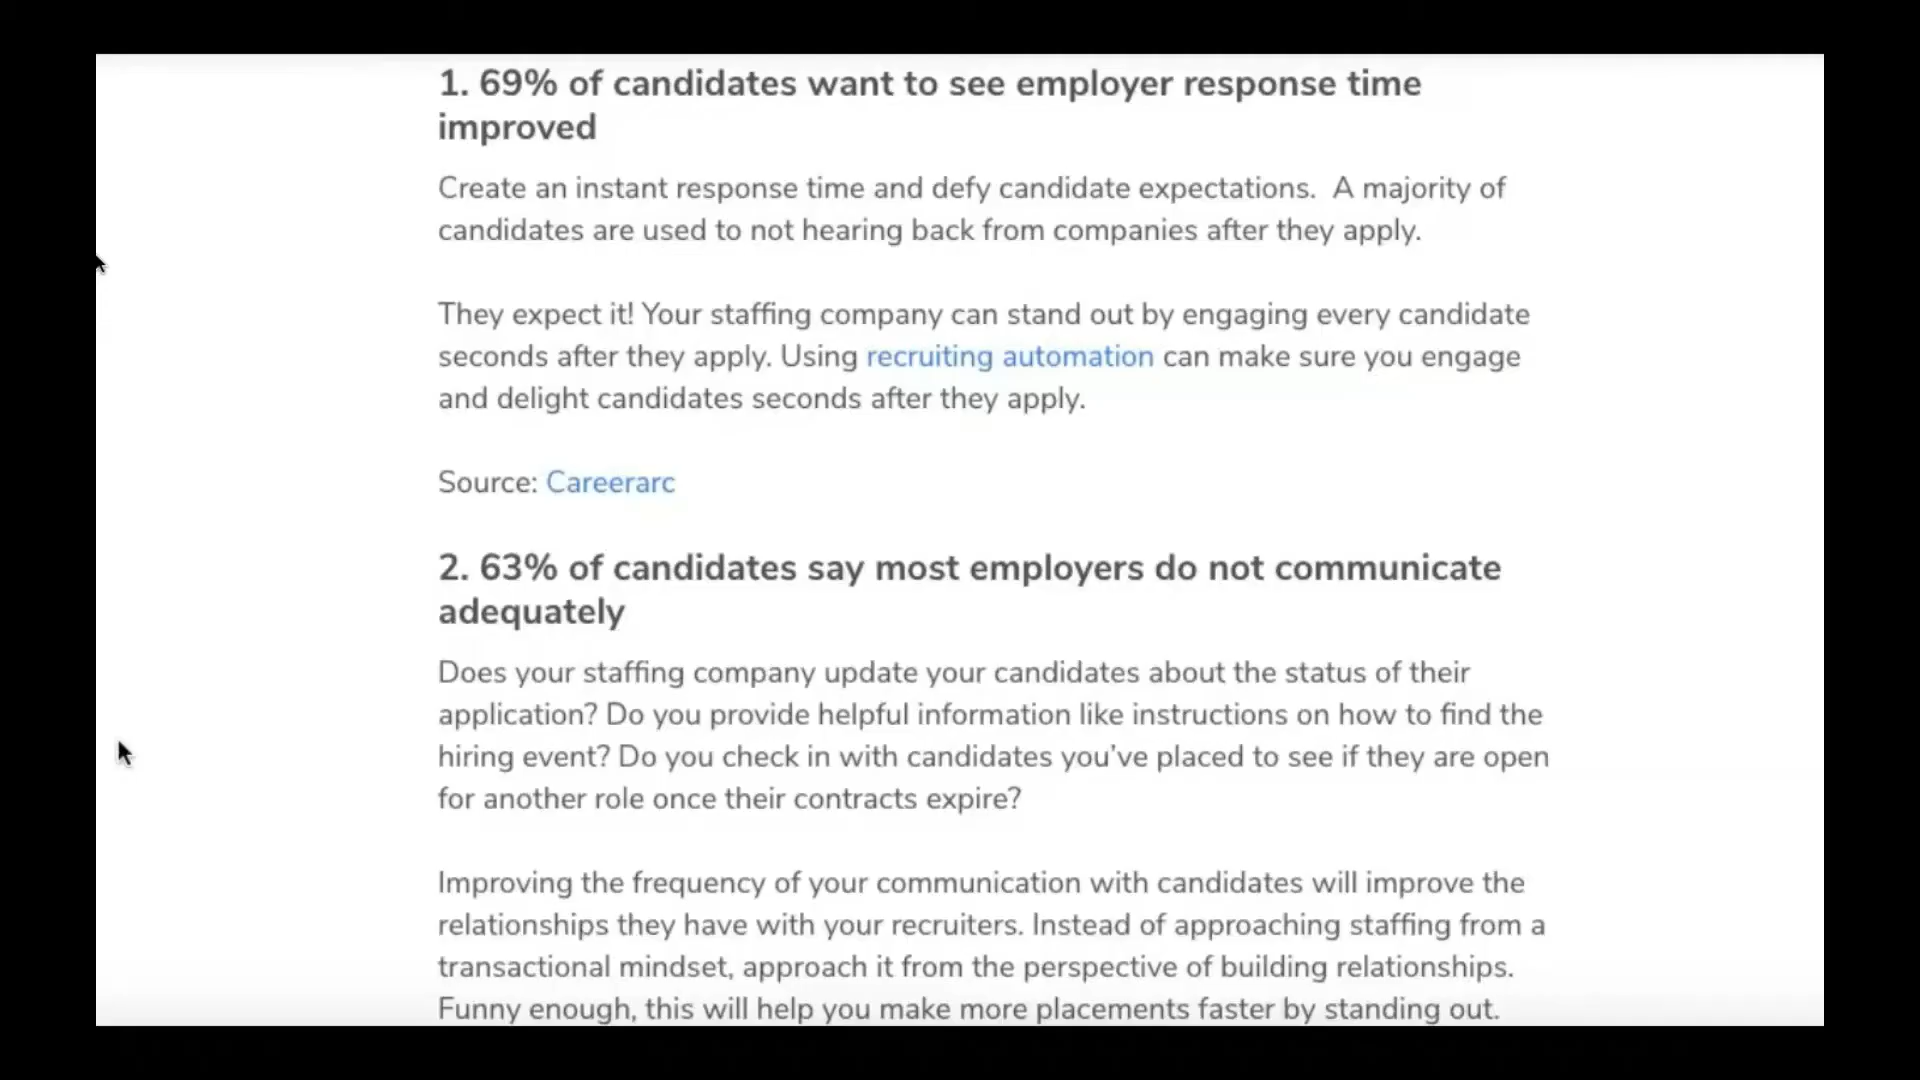 1. 69% of candidates want to see employer response time
improved
Create an instant response time and defy candidate expectations.  A majority of
candidates are used to not hearing back from companies after they apply.
They expect it! Your staffing company can stand out by engaging every candidate
seconds after they apply. Using recruiting automation can make sure you engage
and delight candidates seconds after they apply.
Source: Careerarc
2. 63% of candidates say most employers do not communicate
adequately
Does your staffing company update your candidates about the status of their
application? Do you provide helpful information like instructions on how to find the
hiring event? Do you check in with candidates you've placed to see if they are open
for another role once their contracts expire?
Improving the frequency of your communication with candidates will improve the
relationships they have with your recruiters. Instead of approaching staffing from a
transactional mindset, approach it from the perspective of building relationships.
Funny enough, this will help you make more placements faster by standing out.